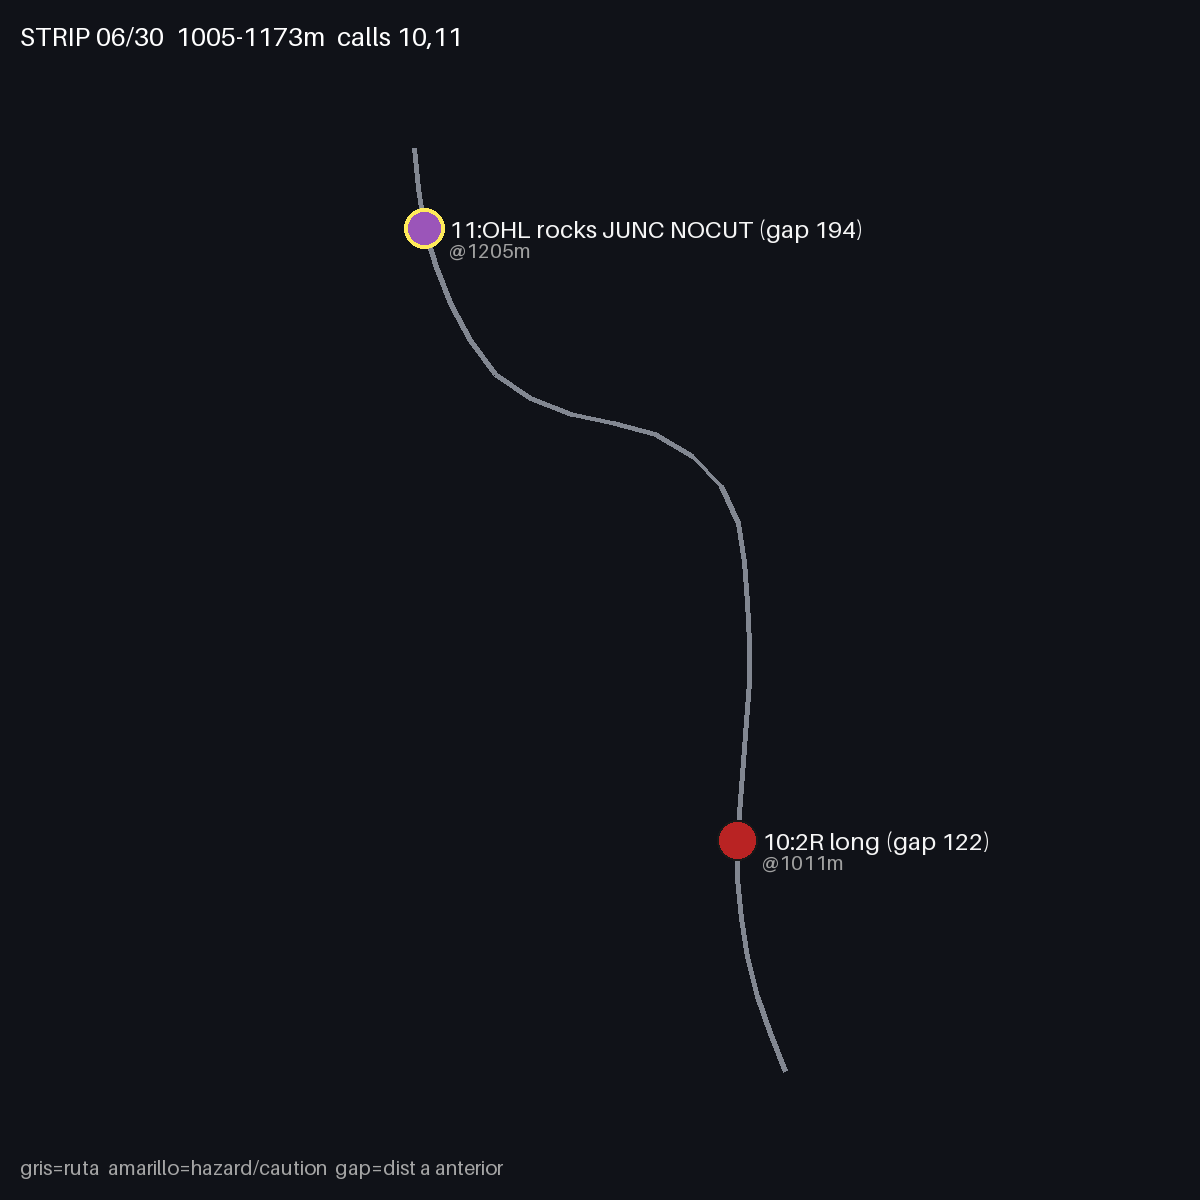 STRIP 06/30  1005-1173m  calls 10,11
11:OHL rocks JUNC NOCUT (gap 194)
@1205m
10:2R long (gap 122)
@1011m
gris=ruta  amarillo=hazard/caution  gap=dist a anterior